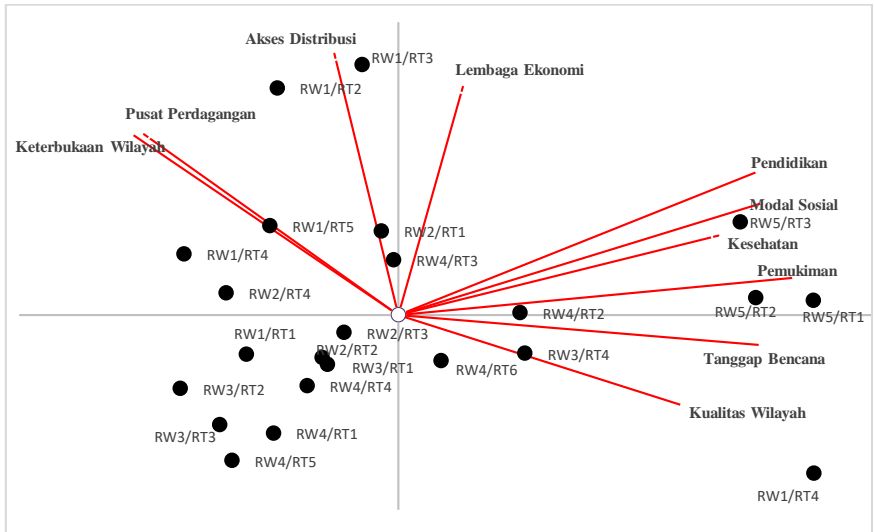 Akses Distribusi
RW1/RT3
Lembaga Ekonomi
RW1/RT2
Pusat Perdagangan
Keterbukaan Wilayah
Pendidikan
Modal Sosial
RW5/RT3
RW1/RT5
RW2/RT1
Kesehatan
RW1/RT4
RW4/RT3
Pemukiman
RW2/RT4
RW5/RT2
RW5/RT1
RW4/RT2
RW1/RT1
RW2/RT3
RW2/RT2
RW3/RT4
Tanggap Bencana
RW3/RT1
RW4/RT6
RW3/RT2
RW4/RT4
Kualitas Wilayah
RW3/RT3
RW4/RT1
RW4/RT5
RW1/RT4